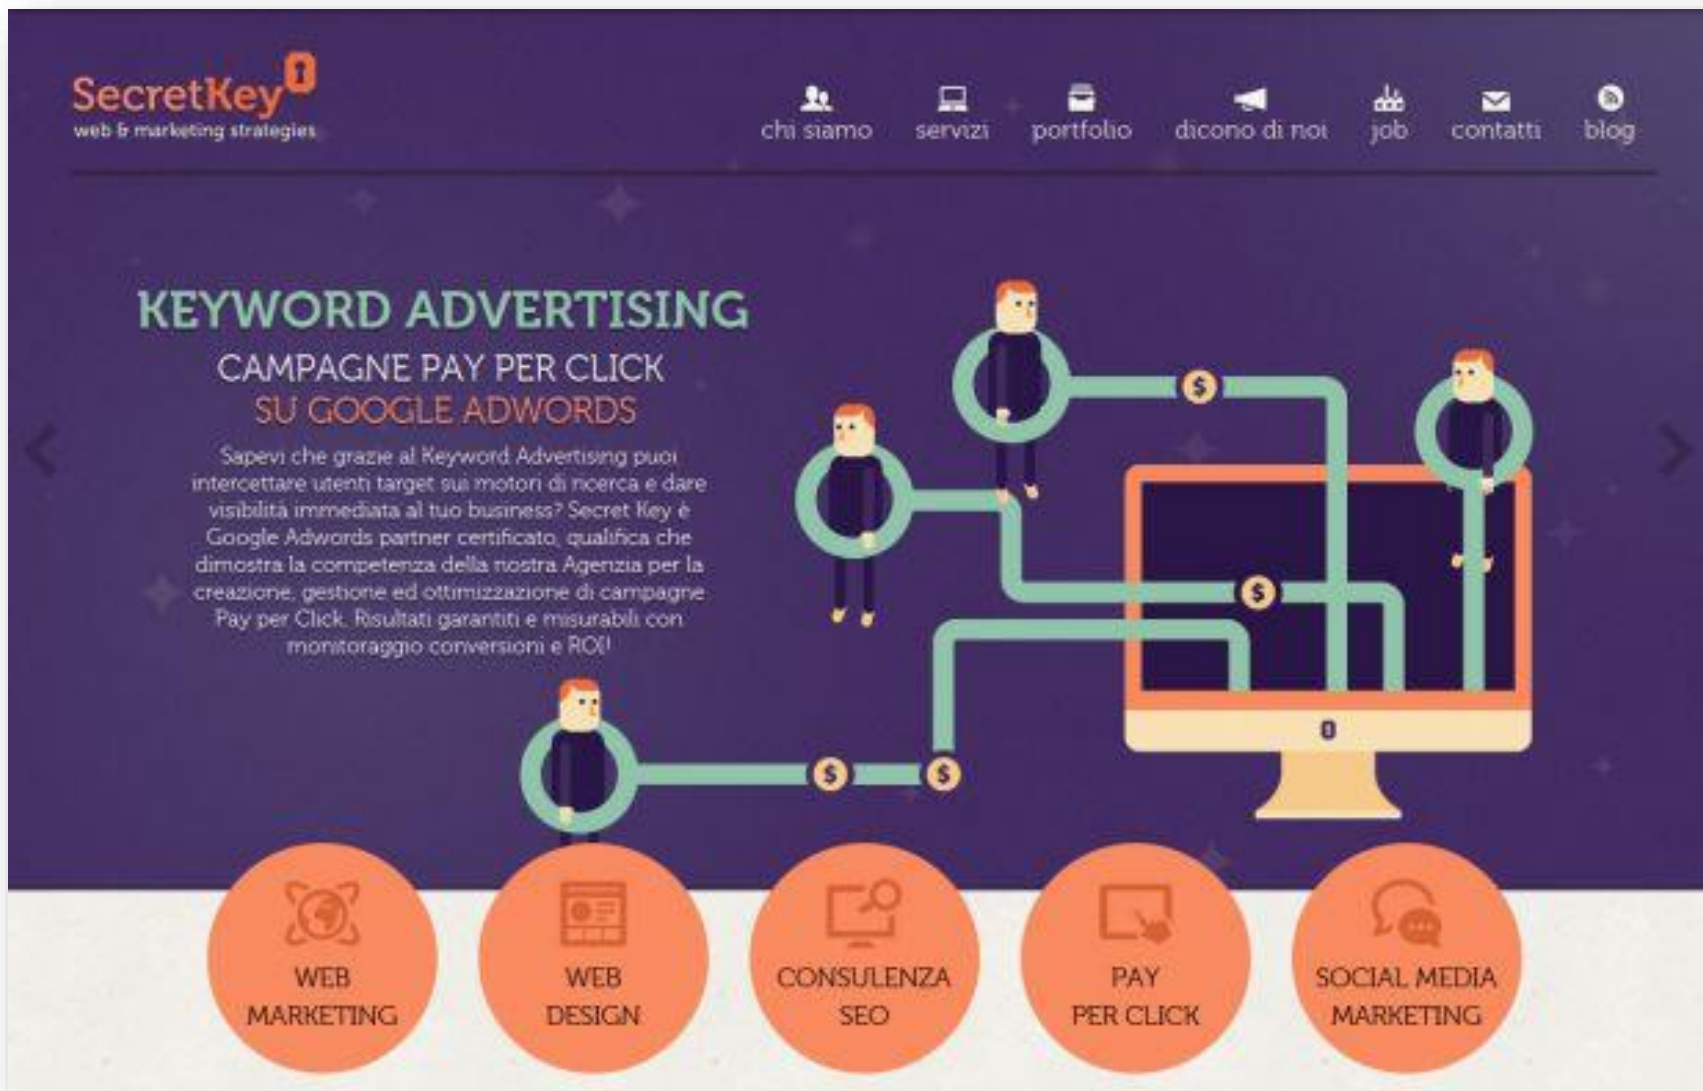 SecretKey
web & marketing strategies
chi siamo
servizi
portfolio
dicono di noi
job
contatti
blog
KEYWORD ADVERTISING
CAMPAGNE PAY PER CLICK
SU GOOGLE ADWORDS
Sapevi che grazie al Keyword Advertising puoi
intercettare utenti target sui motori di ricerca e dare
visibilità immediata al tuo business? Secret Key è
Google Adwords partner certificato, qualifica che
dimostra la competenza della nostra Agenzia per la
creazione, gestione ed ottimizzazione di campagne
Pay per Click. Risultati garantiti e misurabili con
monitoraggio conversioni e ROI!
$
$
$
$
WEB
MARKETING
WEB
DESIGN
CONSULENZA
SEO
PAY
PER CLICK
SOCIAL MEDIA
MARKETING